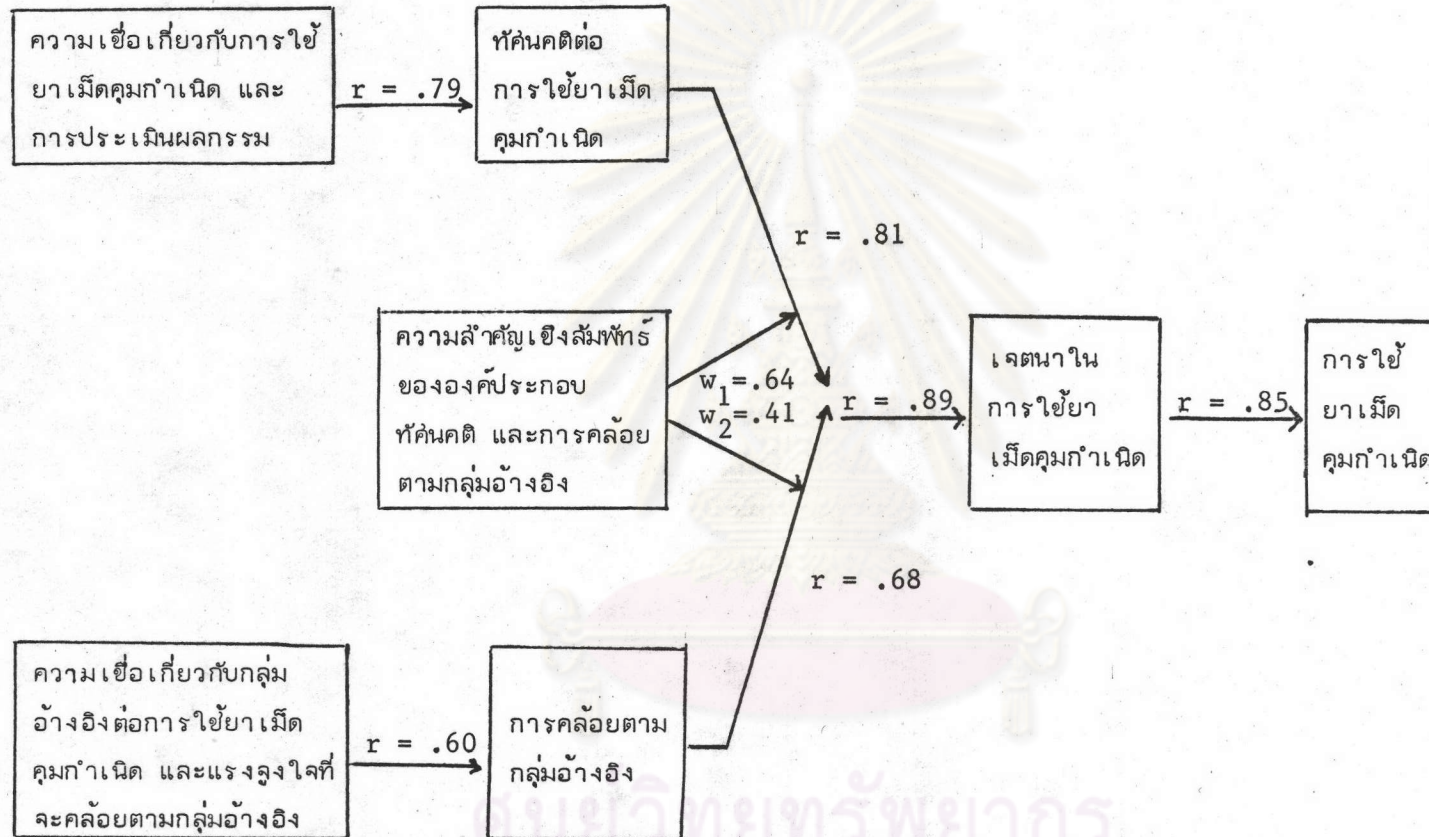 ความเชื่อเกี่ยวกับการใช้
ยาเม็ดคุมกำเนิด และ
การประเมินผลกรรม
r = .79
ทัศนคติต่อ
การใช้ยาเม็ด
คุมกำเนิด
r = .81
ความสำคัญเชิงสัมพัทธ์
ขององค์ประกอบ
ทัศนคติ และการคล้อย
ตามกลุ่มอ้างอิง
w1=.64
w2=.41
r = .89
เจตนาใน
การใช้ยา
เม็ดคุมกำเนิด
r = .85
การใช้
ยาเม็ด
คุมกำเนิด
r = .68
ความเชื่อเกี่ยวกับกลุ่ม
อ้างอิงต่อการใช้ยาเม็ด
คุมกำเนิด และแรงจูงใจที่
จะคล้อยตามกลุ่มอ้างอิง
r = .60
การคล้อยตาม
กลุ่มอ้างอิง
ศูนย์วิทยทรัพยากร